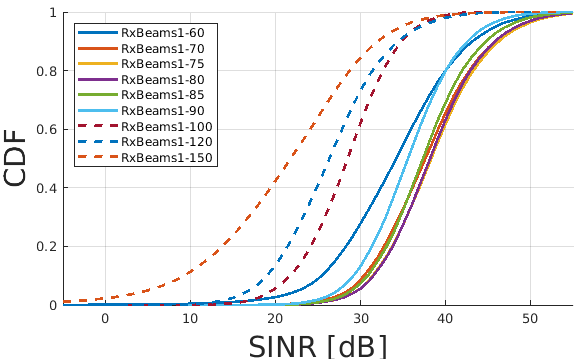 1
0.8
0.6
0.4
0.2
0
CDF
RxBeams1-60
RxBeams1-70
RxBeams1-75
RxBeams1-80
RxBeams1-85
RxBeams1-90
RxBeams1-100
RxBeams1-120
RxBeams1-150
0 10 20 30 40 50
SINR [dB]